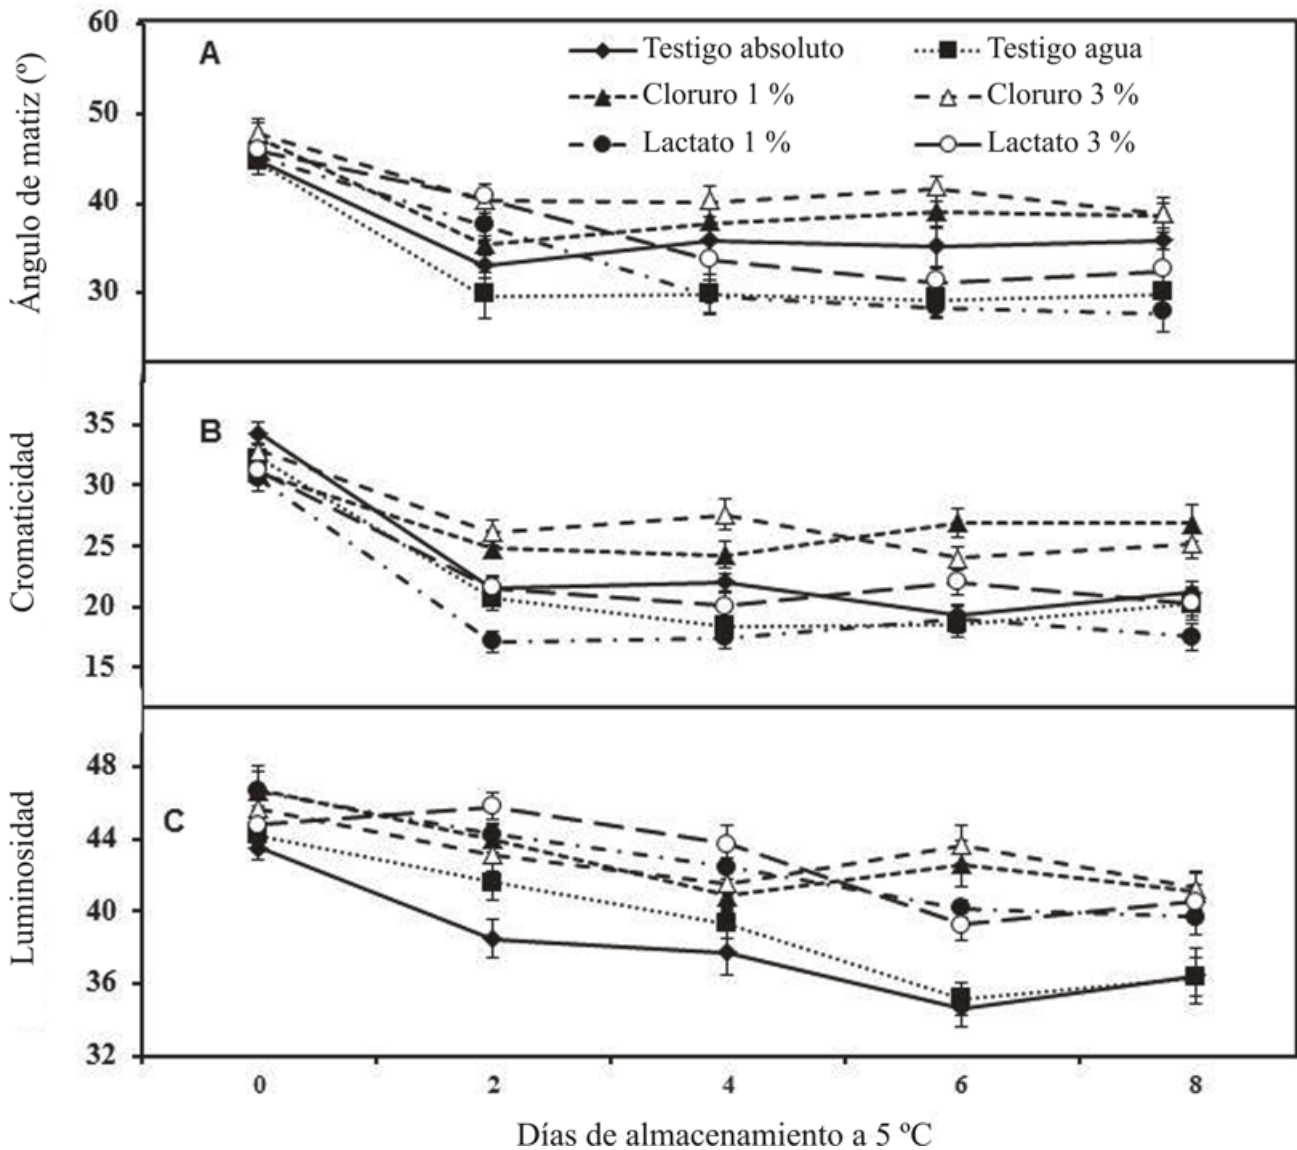 A
Testigo absoluto
Testigo agua
Cloruro 1 %
Cloruro 3 %
Lactato 1 %
Lactato 3 %
Ángulo de matiz (º)
60
50
40
30
B
Cromaticidad
35
30
25
20
15
C
Luminosidad
48
44
40
36
32
0 2 4 6 8
Días de almacenamiento a 5 ºC